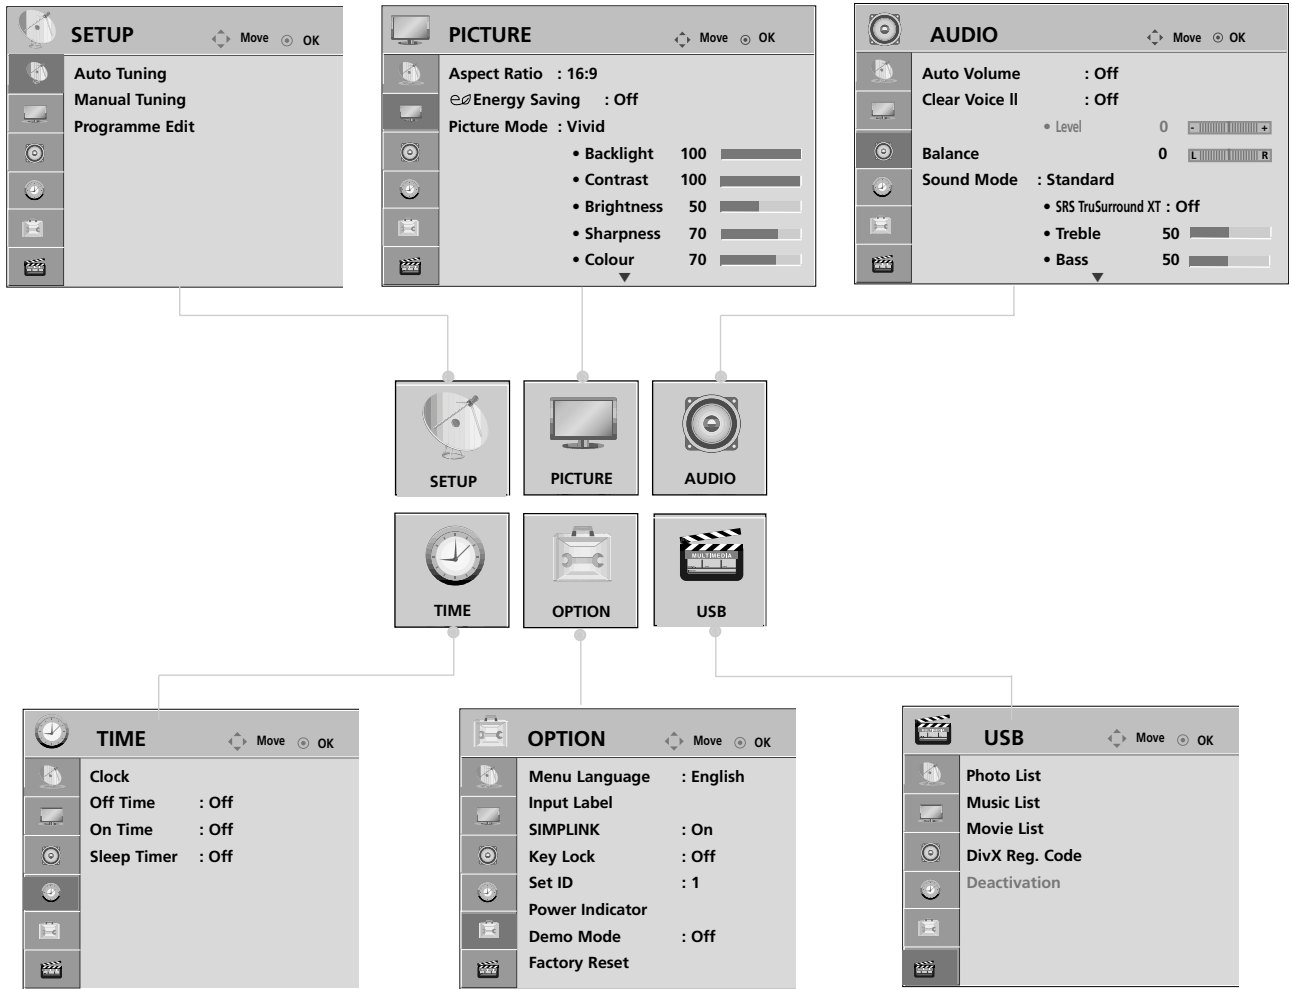 SETUP Move OK
Auto Tuning
Manual Tuning
Programme Edit
PICTURE Move OK
Aspect Ratio : 16:9
Energy Saving : Off
Picture Mode : Vivid
• Backlight 100
• Contrast 100
• Brightness 50
• Sharpness 70
• Colour 70
AUDIO Move OK
Auto Volume : Off
Clear Voice ll : Off
• Level 0 - +
Balance 0 L R
Sound Mode : Standard
• SRS TruSurround XT : Off
• Treble 50
• Bass 50
SETUP
PICTURE
AUDIO
TIME
OPTION
MULTIMEDIA
USB
TIME Move OK
Clock
Off Time : Off
On Time : Off
Sleep Timer : Off
OPTION Move OK
Menu Language : English
Input Label
SIMPLINK : On
Key Lock : Off
Set ID : 1
Power Indicator
Demo Mode : Off
Factory Reset
USB Move OK
Photo List
Music List
Movie List
DivX Reg. Code
Deactivation